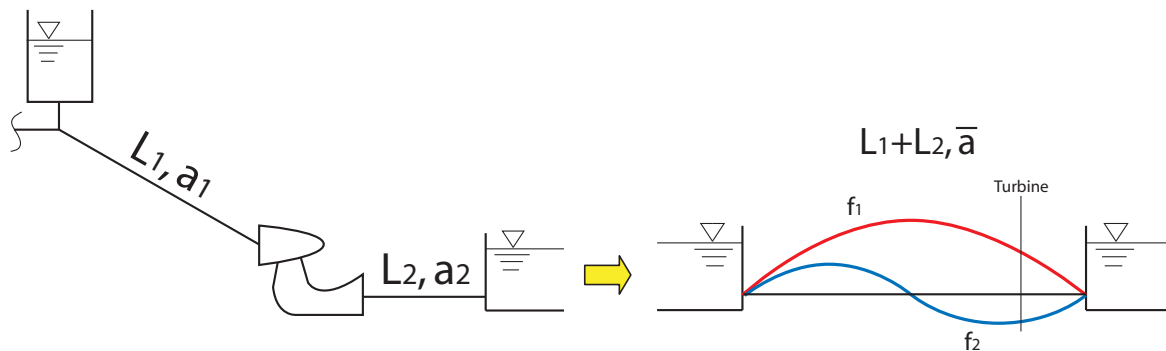 L₁, a₁
L₂, a₂
L₁+L₂, a̅
Turbine
f₁
f₂